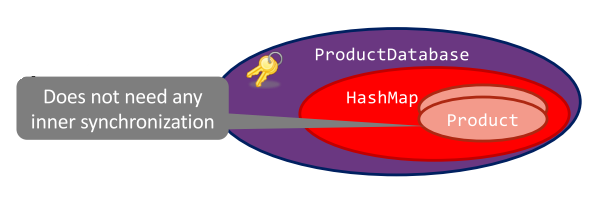 ProductDatabase
HashMap
Does not need any
inner synchronization
Product